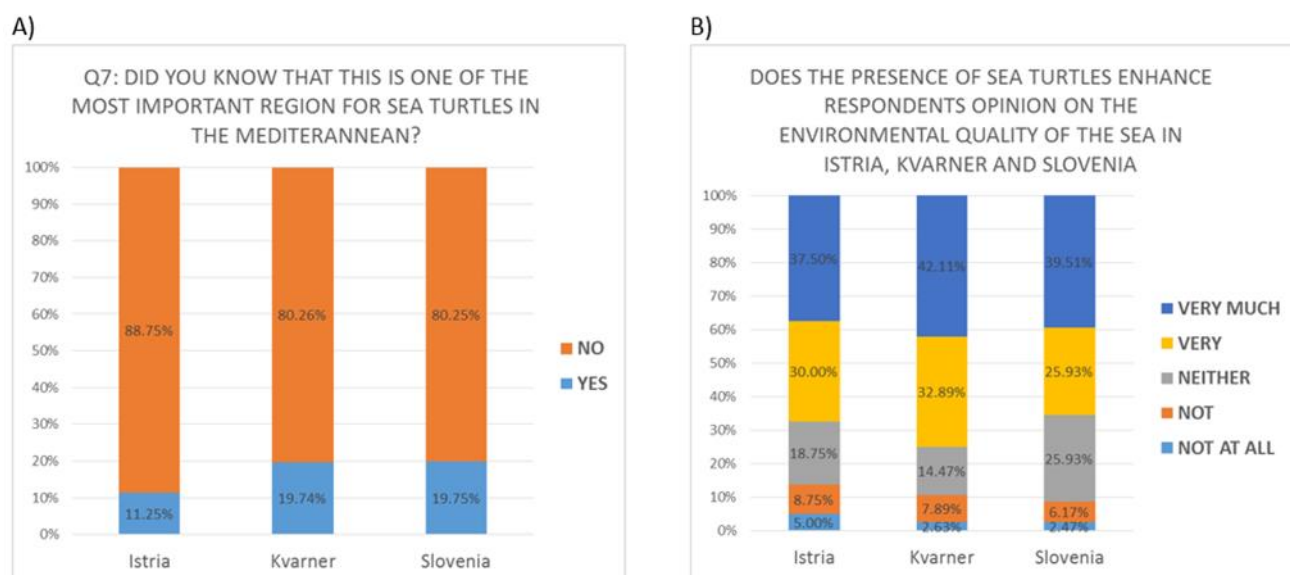 A)
Q7: DID YOU KNOW THAT THIS IS ONE OF THE
MOST IMPORTANT REGION FOR SEA TURTLES IN
THE MEDITERANNEAN?
100%
90%
80%
70%
60%
50%
40%
30%
20%
10%
0%
88.75%
80.26%
80.25%
11.25%
19.74%
19.75%
Istria
Kvarner
Slovenia
NO
YES
B)
DOES THE PRESENCE OF SEA TURTLES ENHANCE
RESPONDENTS OPINION ON THE
ENVIRONMENTAL QUALITY OF THE SEA IN
ISTRIA, KVARNER AND SLOVENIA
100%
90%
80%
70%
60%
50%
40%
30%
20%
10%
0%
37.50%
42.11%
39.51%
30.00%
32.89%
25.93%
18.75%
14.47%
25.93%
8.75%
7.89%
6.17%
5.00%
2.63%
2.47%
Istria
Kvarner
Slovenia
VERY MUCH
VERY
NEITHER
NOT
NOT AT ALL